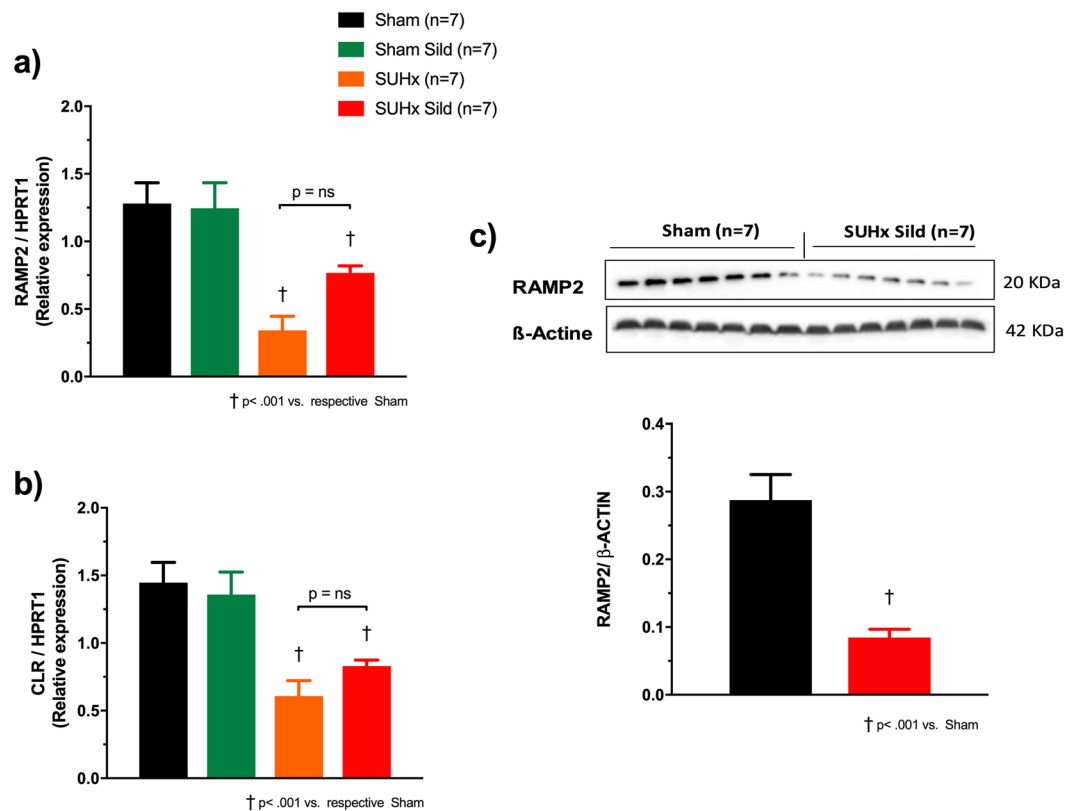 Sham (n=7)
Sham Sild (n=7)
SUHx (n=7)
SUHx Sild (n=7)
a)
RAMP2 / HPRT1
(Relative expression)
2.0
1.5
1.0
0.5
0.0
p = ns
†
†
† p< .001 vs. respective Sham
b)
CLR / HPRT1
(Relative expression)
2.0
1.5
1.0
0.5
0.0
p = ns
†
†
† p< .001 vs. respective Sham
c)
Sham (n=7)
SUHx Sild (n=7)
RAMP2
20 KDa
ß-Actine
42 KDa
RAMP2/ β-ACTIN
0.4
0.3
0.2
0.1
0.0
†
† p< .001 vs. Sham